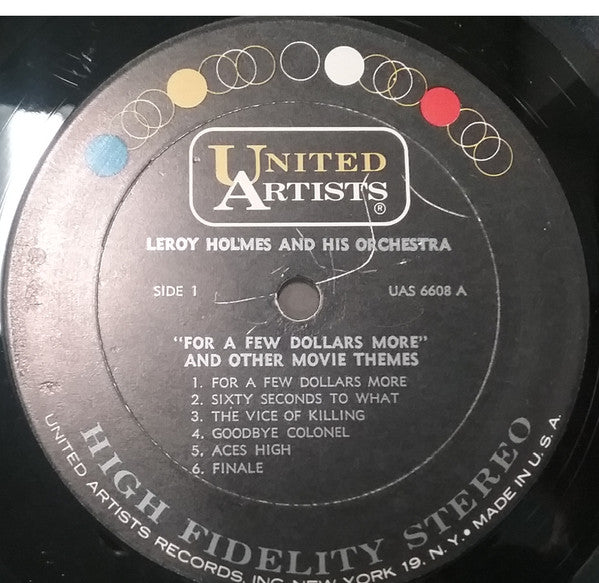 UNITED
ARTISTS®
LEROY HOLMES AND HIS ORCHESTRA
SIDE 1
UAS 6608 A
"FOR A FEW DOLLARS MORE"
AND OTHER MOVIE THEMES
1. FOR A FEW DOLLARS MORE
2. SIXTY SECONDS TO WHAT
3. THE VICE OF KILLING
4. GOODBYE COLONEL
5. ACES HIGH
6. FINALE
HIGH FIDELITY STEREO
UNITED ARTISTS RECORDS, INC. NEW YORK 19, N.Y. • MADE IN U.S.A.